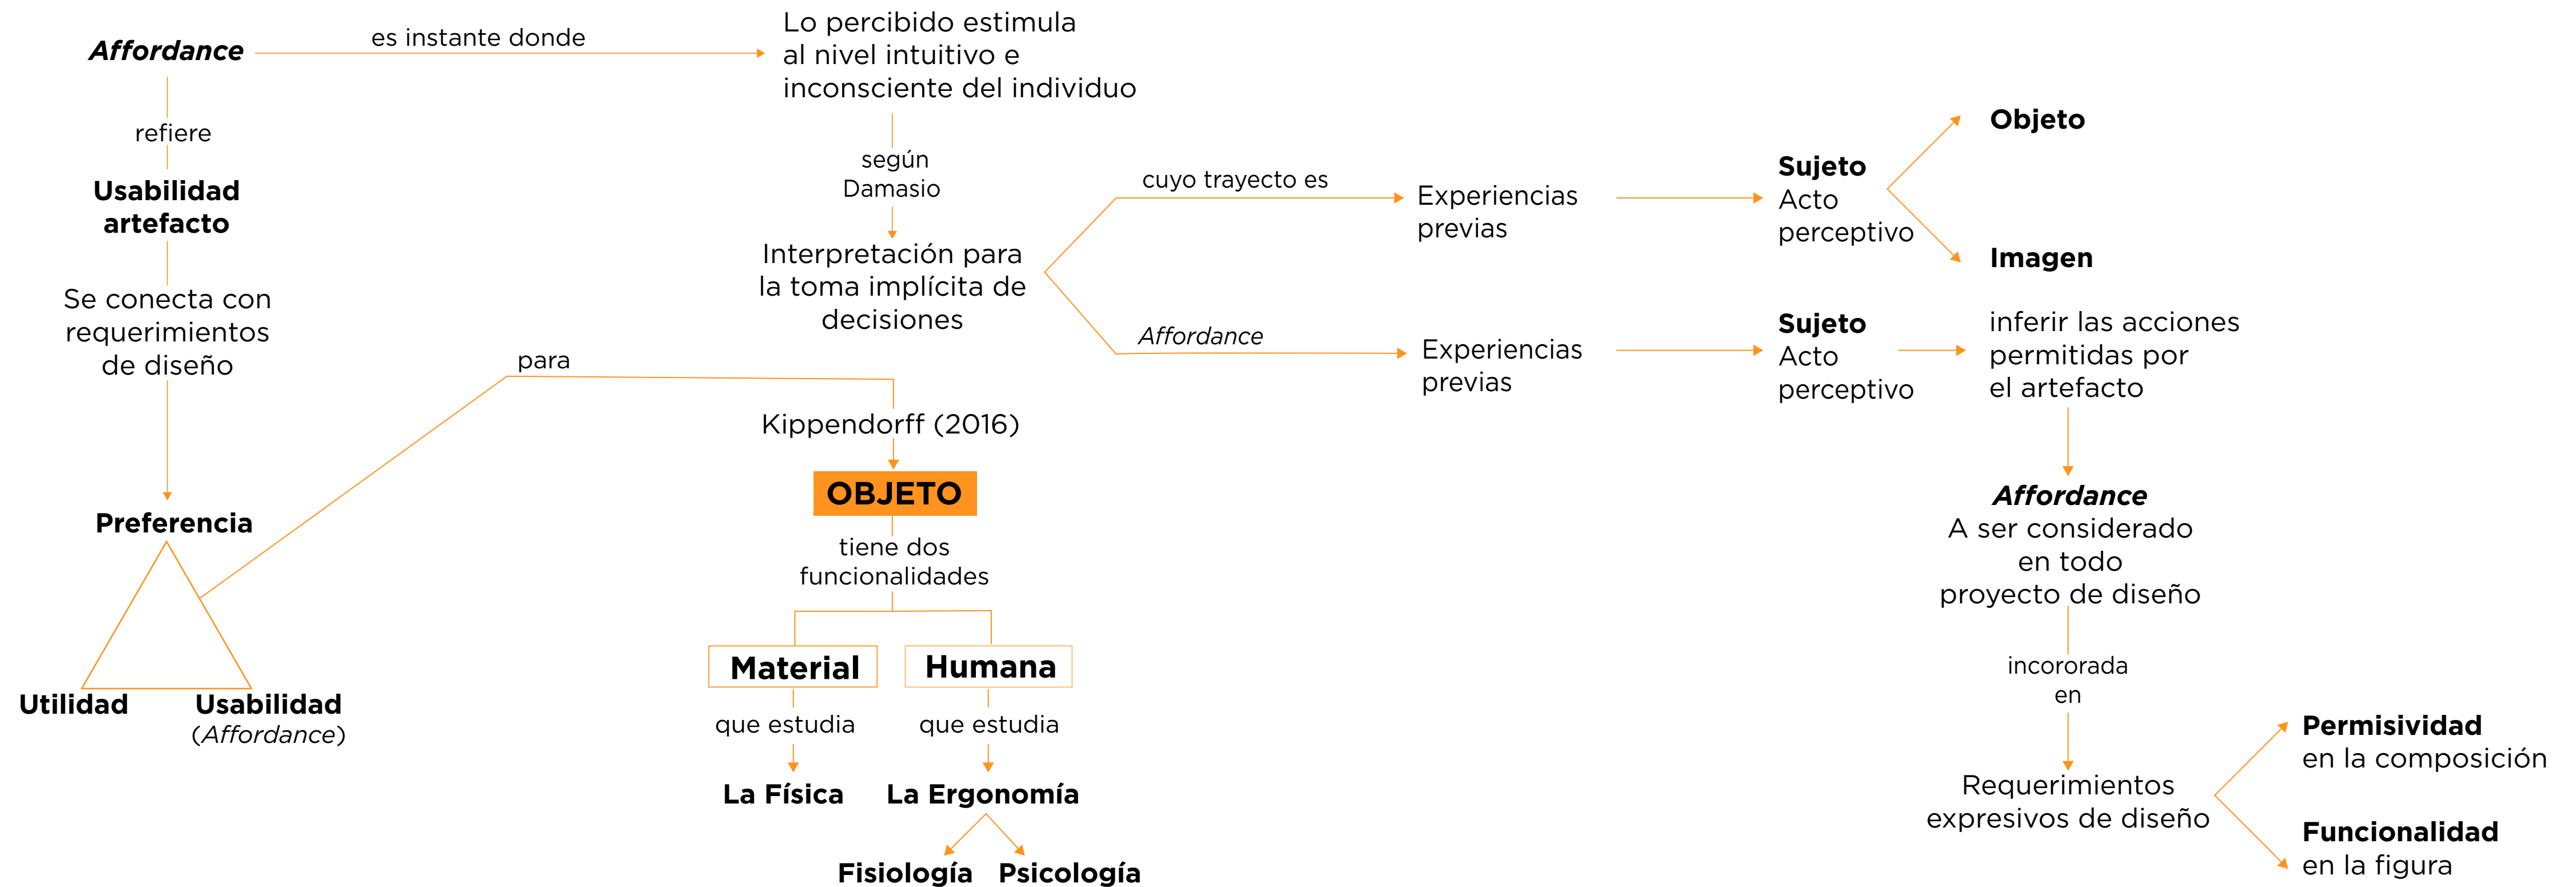 Affordance
es instante donde
Lo percibido estimula
al nivel intuitivo e
inconsciente del individuo
refiere
Usabilidad
artefacto
Se conecta con
requerimientos
de diseño
Preferencia
Utilidad
Usabilidad
(Affordance)
para
según
Damasio
Interpretación para
la toma implícita de
decisiones
cuyo trayecto es
Experiencias
previas
Sujeto
Acto
perceptivo
Objeto
Imagen
Affordance
Experiencias
previas
Sujeto
Acto
perceptivo
inferir las acciones
permitidas por
el artefacto
Kippendorff (2016)
OBJETO
tiene dos
funcionalidades
Material
que estudia
La Física
Humana
que estudia
La Ergonomía
Fisiología
Psicología
Affordance
A ser considerado
en todo
proyecto de diseño
incororada
en
Requerimientos
expresivos de diseño
Permisividad
en la composición
Funcionalidad
en la figura